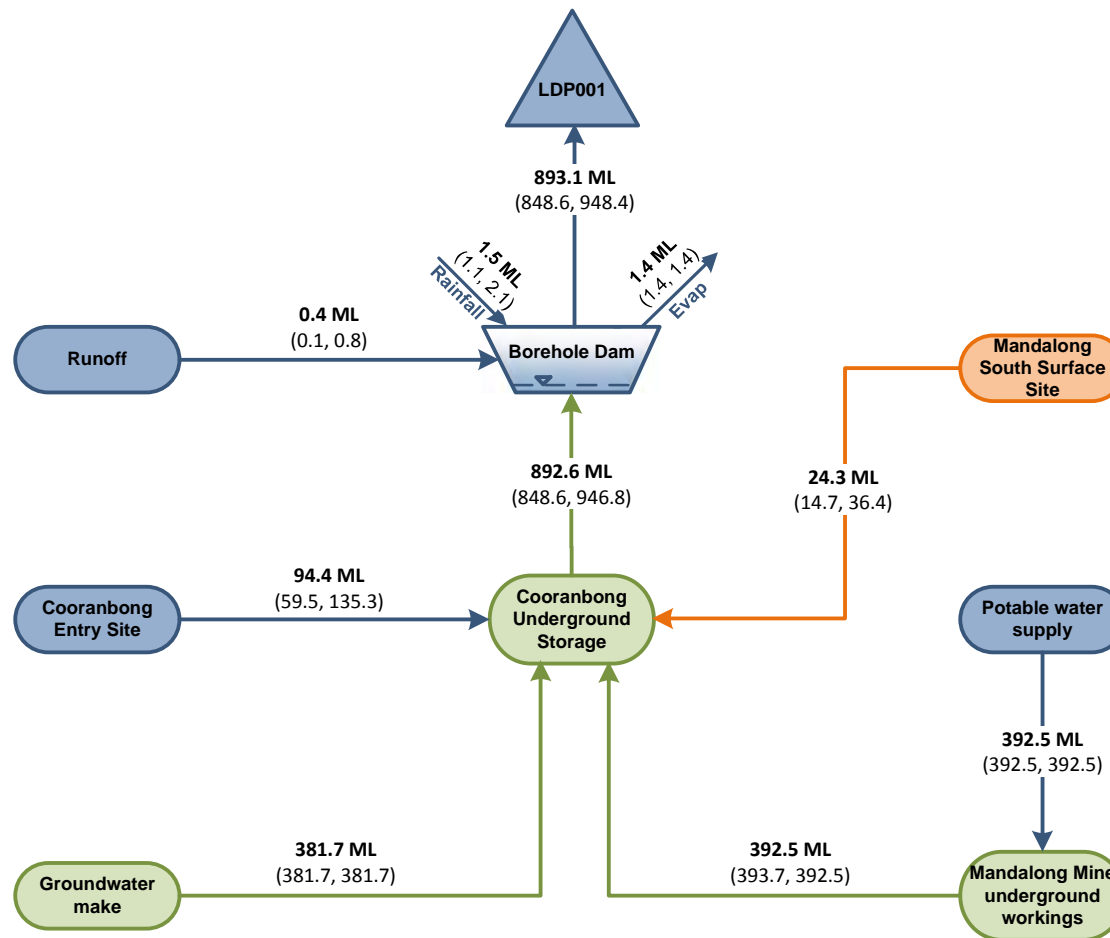 LDP001
893.1 ML
(848.6, 948.4)
1.5 ML
(1.1, 2.1)
Rainfall
1.4 ML
(1.4, 1.4)
Evap
0.4 ML
(0.1, 0.8)
Runoff
Borehole Dam
Mandalong
South Surface
Site
892.6 ML
(848.6, 946.8)
24.3 ML
(14.7, 36.4)
94.4 ML
(59.5, 135.3)
Cooranbong
Entry Site
Cooranbong
Underground
Storage
Potable water
supply
392.5 ML
(392.5, 392.5)
381.7 ML
(381.7, 381.7)
392.5 ML
(393.7, 392.5)
Groundwater
make
Mandalong Mine
underground
workings